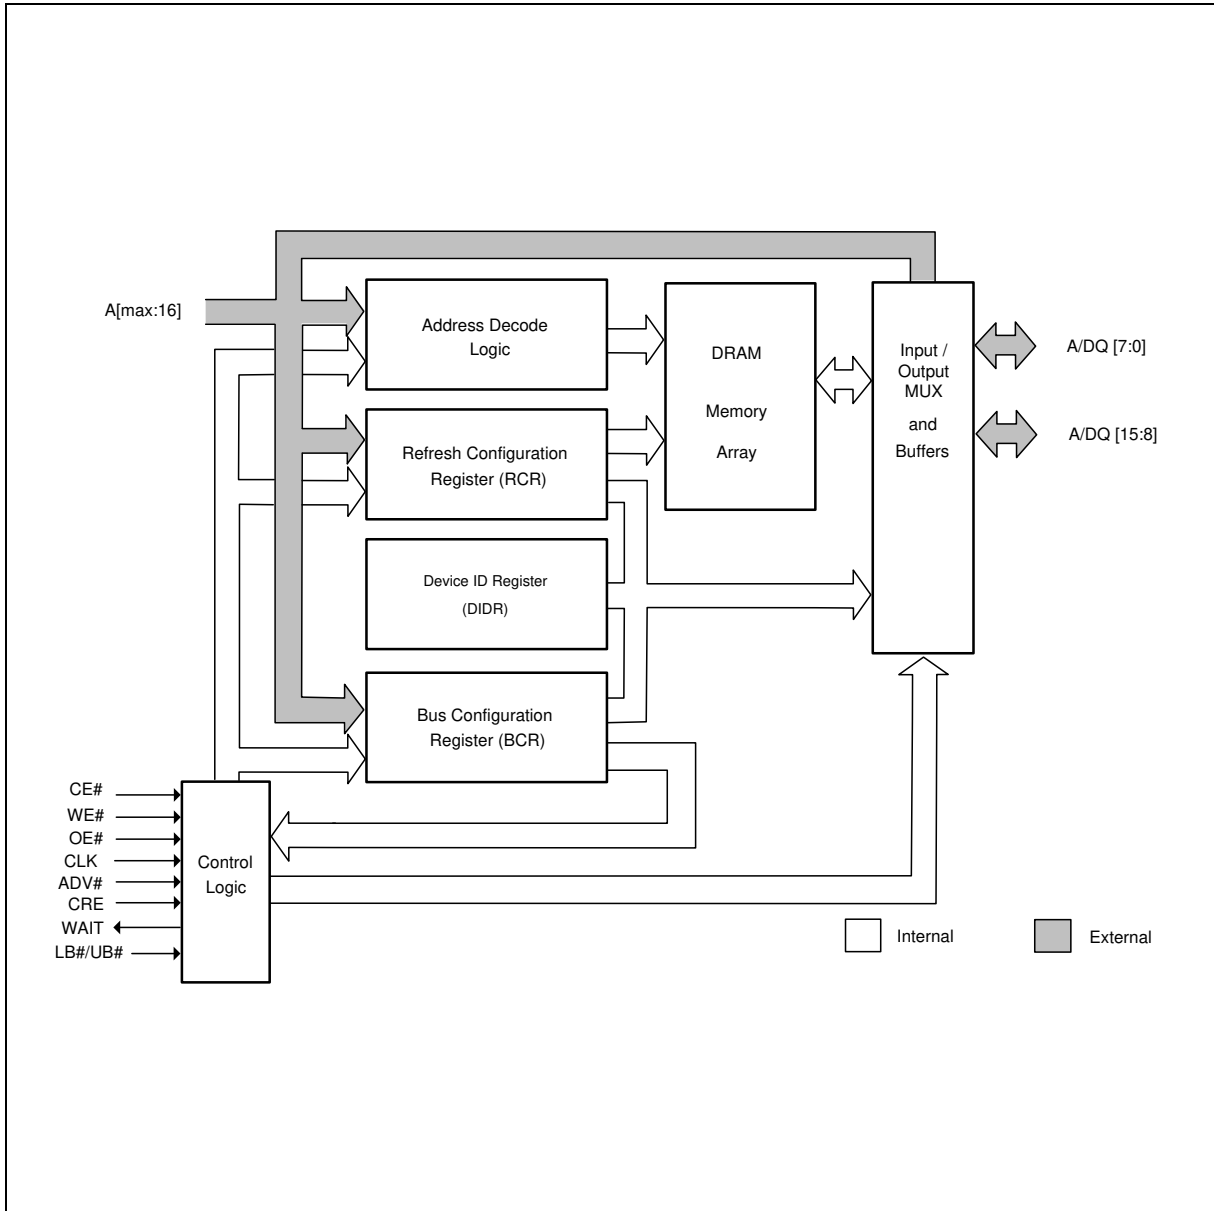 A[max:16]
Address Decode
Logic
DRAM
Memory
Array
Input /
Output
MUX
and
Buffers
A/DQ [7:0]
A/DQ [15:8]
Refresh Configuration
Register (RCR)
Device ID Register
(DIDR)
Bus Configuration
Register (BCR)
CE#
WE#
OE#
CLK
ADV#
CRE
WAIT
LB#/UB#
Control
Logic
Internal
External